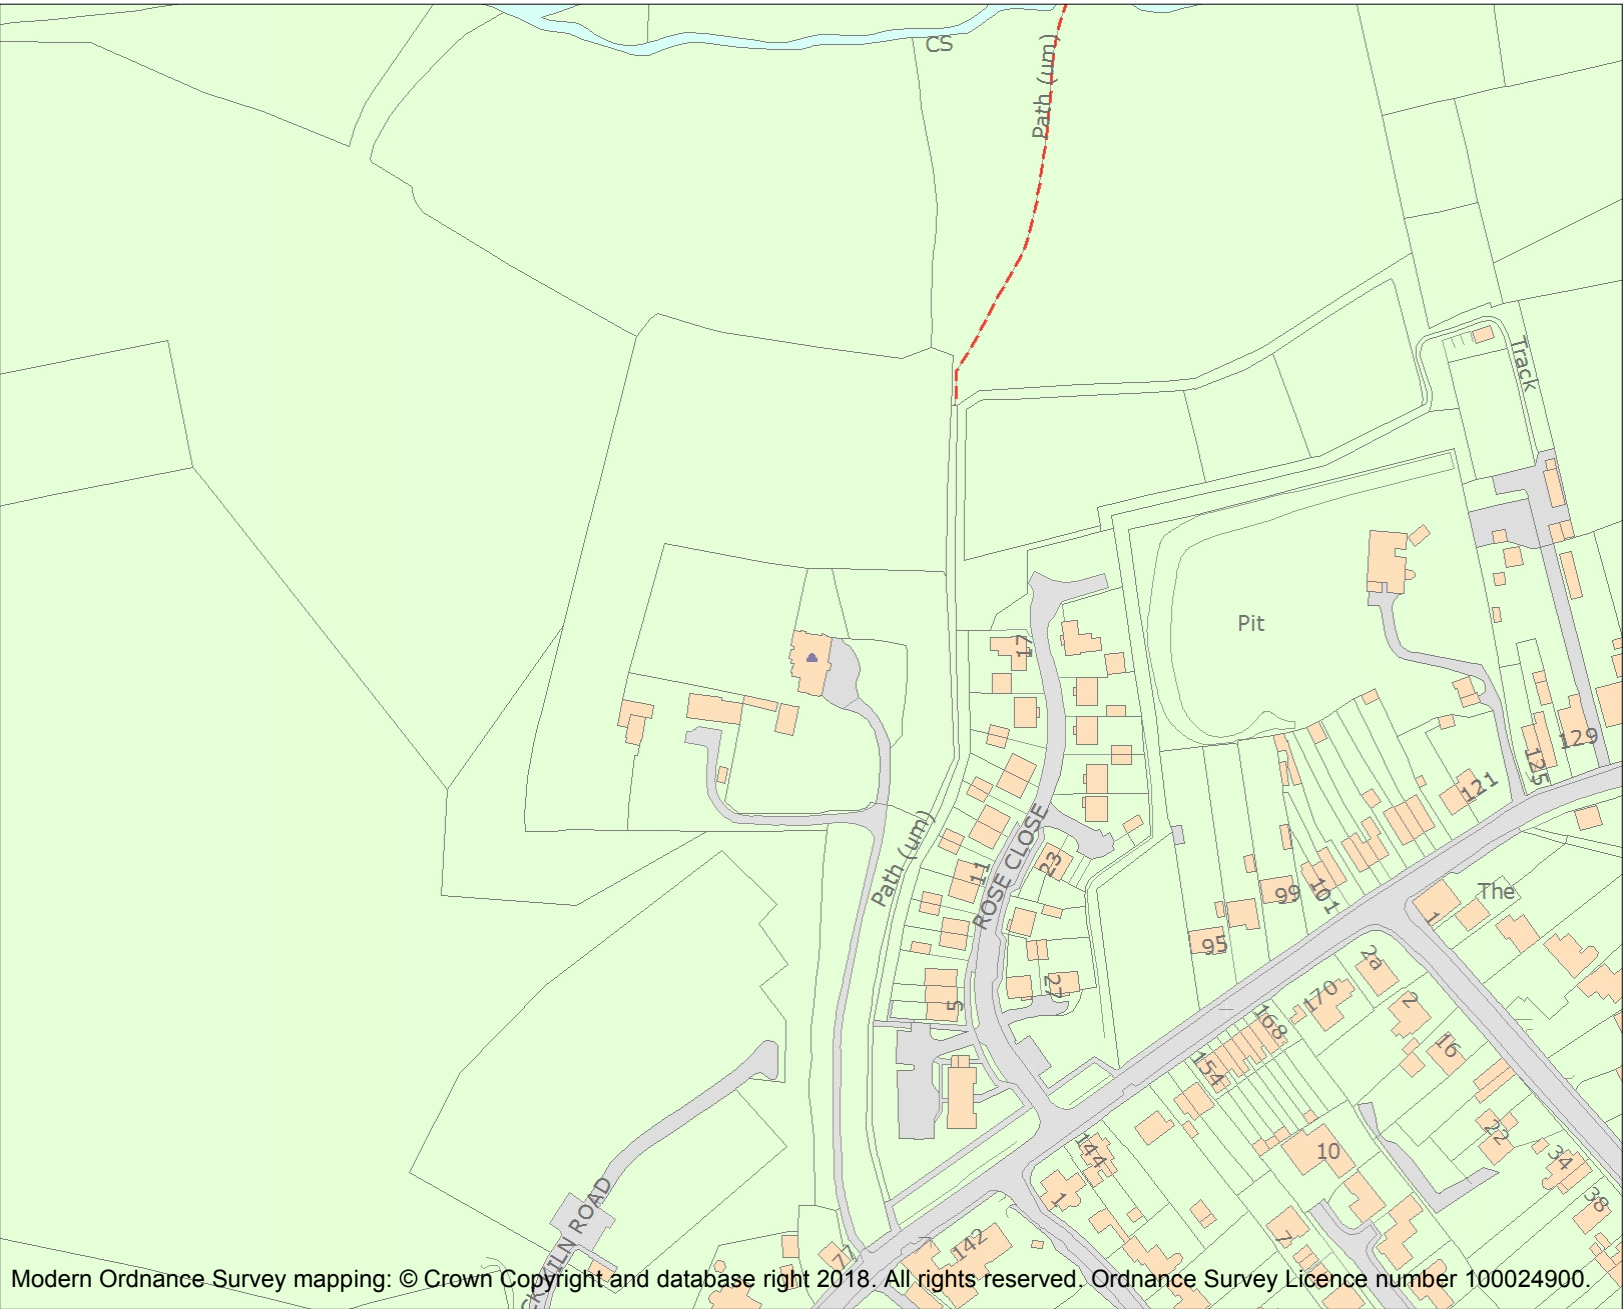 CS
Path (um)
Track
Pit
17
129
125
121
Path (um)
ROSE CLOSE
11
23
99
101
The
1
95
2a
27
5
170
2
168
16
154
144
10
22
34
1
38
142
7
77
CKKILN ROAD
Modern Ordnance Survey mapping: © Crown Copyright and database right 2018. All rights reserved. Ordnance Survey Licence number 100024900.